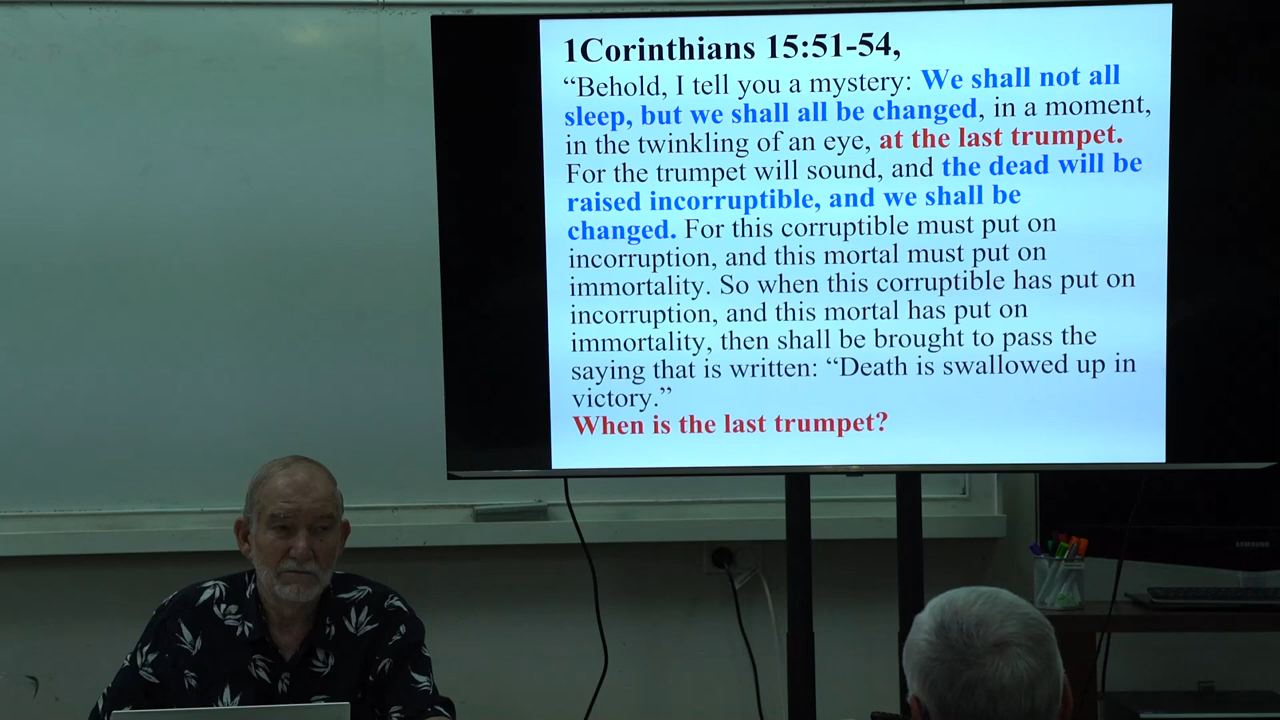 1Corinthians 15:51-54,
“Behold, I tell you a mystery: We shall not all
sleep, but we shall all be changed, in a moment,
in the twinkling of an eye, at the last trumpet.
For the trumpet will sound, and the dead will be
raised incorruptible, and we shall be
changed. For this corruptible must put on
incorruption, and this mortal must put on
immortality. So when this corruptible has put on
incorruption, and this mortal has put on
immortality, then shall be brought to pass the
saying that is written: “Death is swallowed up in
victory.”
When is the last trumpet?
SAMSUNG